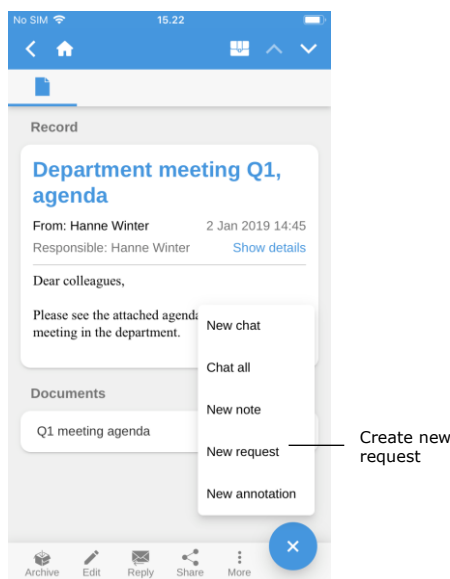 No SIM 15.22
Record
Department meeting Q1,
agenda
From: Hanne Winter 2 Jan 2019 14:45
Responsible: Hanne Winter Show details
Dear colleagues,
Please see the attached agenda
meeting in the department.
New chat
Chat all
New note
New request
New annotation
Documents
Q1 meeting agenda
Create new
request
Archive Edit Reply Share More